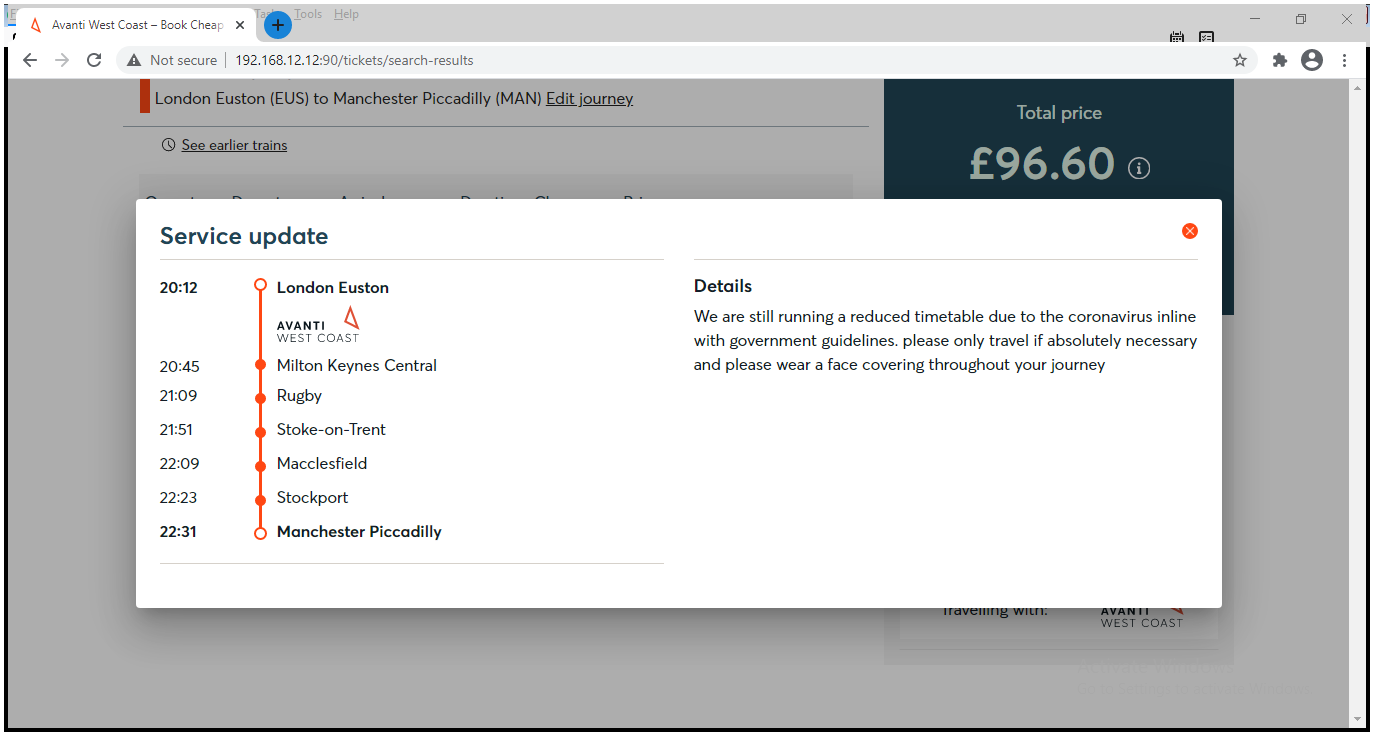 Avanti West Coast – Book Cheap
Tools Help
Not secure 192.168.12.12:90/tickets/search-results
London Euston (EUS) to Manchester Piccadilly (MAN) Edit journey
See earlier trains
Total price
£96.60
Service update
20:12 London Euston
AVANTI
WEST COAST
20:45 Milton Keynes Central
21:09 Rugby
21:51 Stoke-on-Trent
22:09 Macclesfield
22:23 Stockport
22:31 Manchester Piccadilly
Details
We are still running a reduced timetable due to the coronavirus inline
with government guidelines. please only travel if absolutely necessary
and please wear a face covering throughout your journey
Travelling with:
AVANTI
WEST COAST